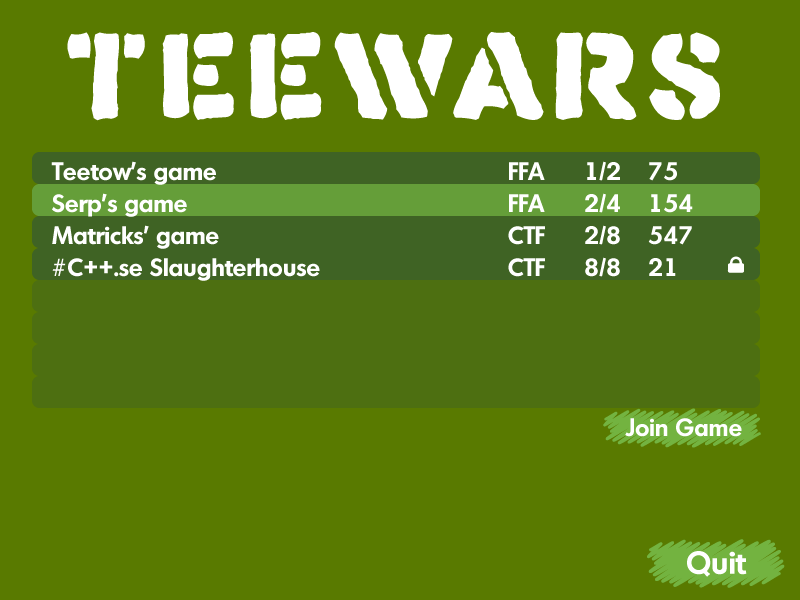 TEEWARS
Teetow's game FFA 1/2 75
Serp's game FFA 2/4 154
Matricks' game CTF 2/8 547
#C++.se Slaughterhouse CTF 8/8 21
Join Game
Quit